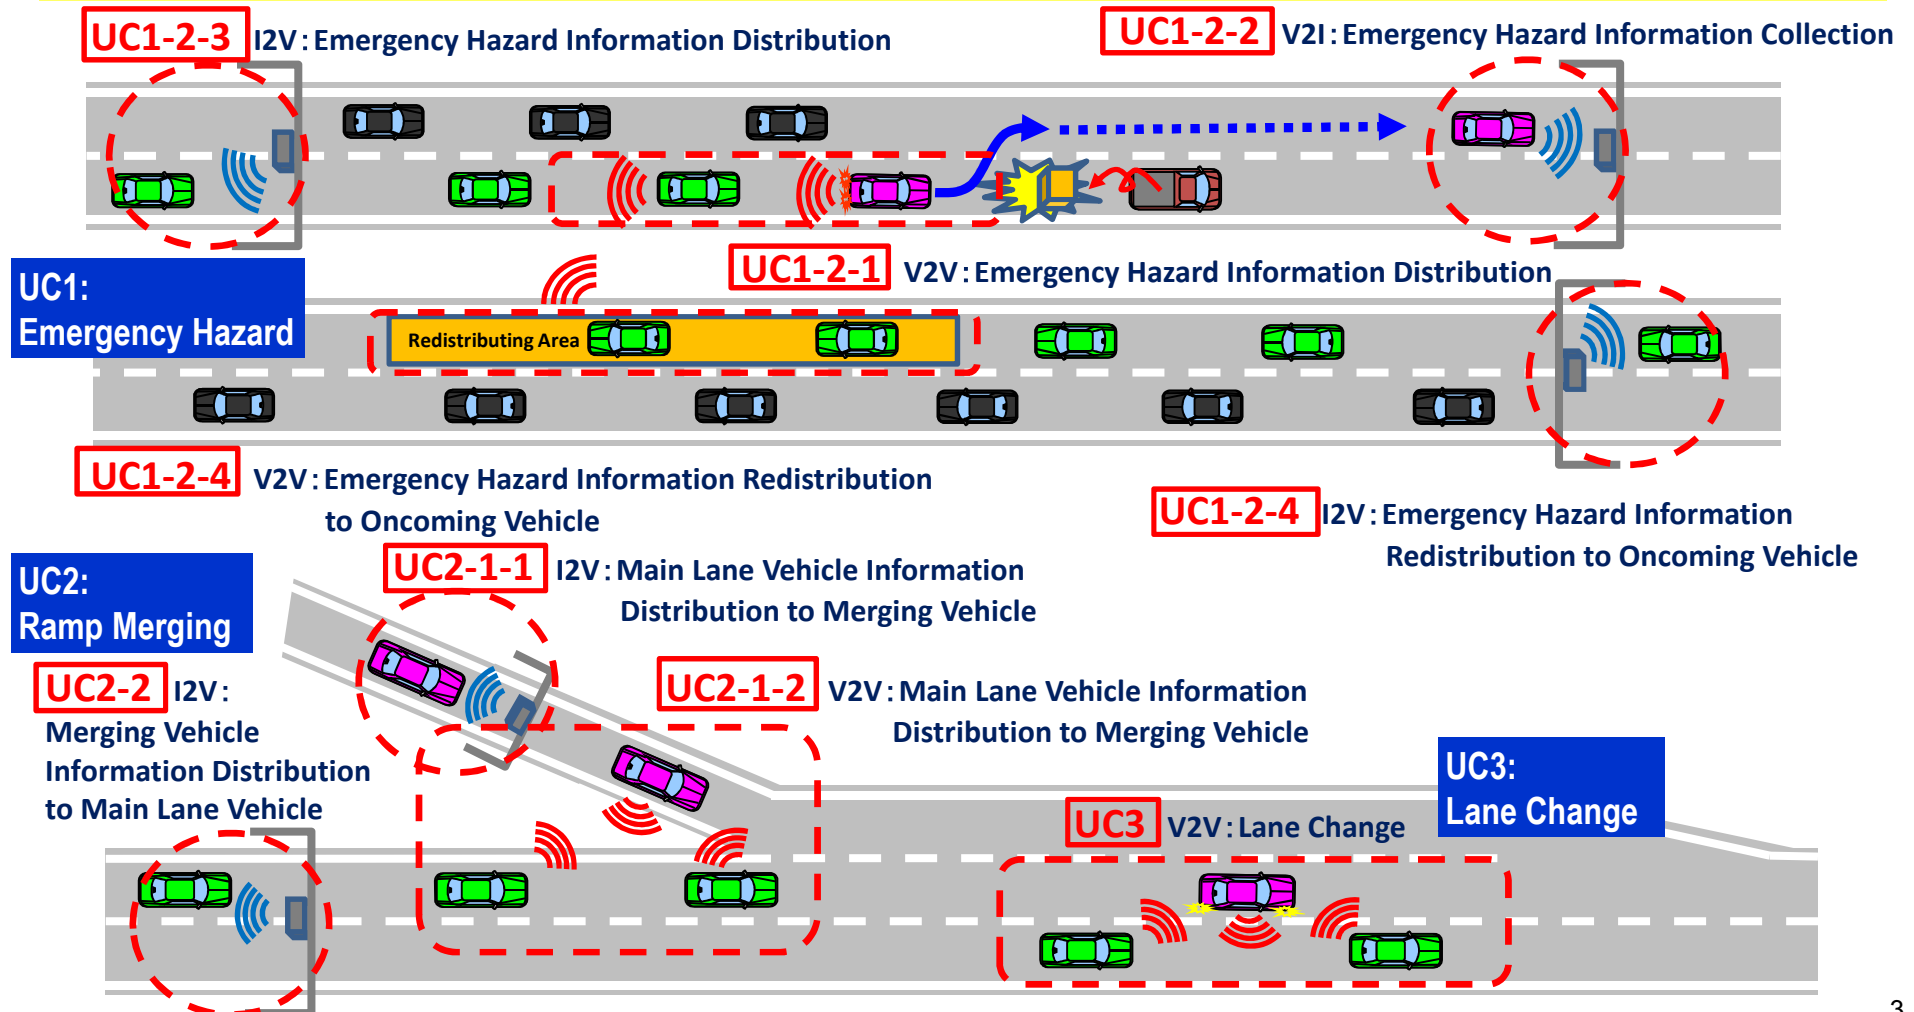 UC1-2-3 I2V:Emergency Hazard Information Distribution
UC1-2-2 V2I:Emergency Hazard Information Collection
UC1:
Emergency Hazard
UC1-2-1 V2V:Emergency Hazard Information Distribution
Redistributing Area
UC1-2-4 V2V:Emergency Hazard Information Redistribution
to Oncoming Vehicle
UC1-2-4 I2V:Emergency Hazard Information
Redistribution to Oncoming Vehicle
UC2:
Ramp Merging
UC2-1-1 I2V:Main Lane Vehicle Information
Distribution to Merging Vehicle
UC2-2 I2V:
Merging Vehicle
Information Distribution
to Main Lane Vehicle
UC2-1-2 V2V:Main Lane Vehicle Information
Distribution to Merging Vehicle
UC3:
Lane Change
UC3 V2V:Lane Change
3